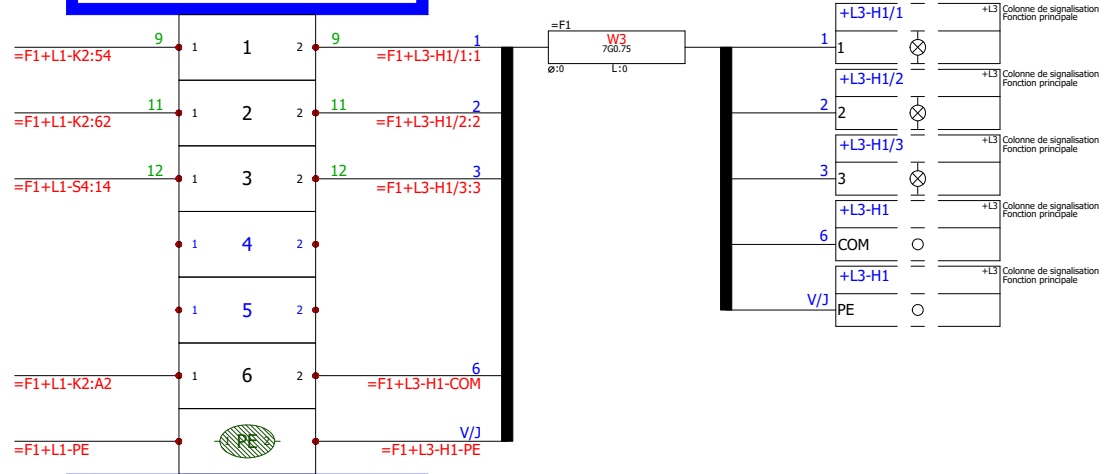 +L3-H1/1
+L3 Colonne de signalisation
Fonction principale
=F1
9 1 1 2 9 1
=F1+L1-K2:54
=F1+L3-H1/1:1
W3
7G0.75
1 1
ø:0 L:0
+L3-H1/2
+L3 Colonne de signalisation
Fonction principale
11 1 2 2 11 2
=F1+L1-K2:62
=F1+L3-H1/2:2
2 2
+L3-H1/3
+L3 Colonne de signalisation
Fonction principale
12 1 3 2 12 3
=F1+L1-S4:14
=F1+L3-H1/3:3
3 3
+L3-H1
+L3 Colonne de signalisation
Fonction principale
1 4 2
6 COM
+L3-H1
+L3 Colonne de signalisation
Fonction principale
1 5 2
V/J PE
1 6 2 6
=F1+L1-K2:A2
=F1+L3-H1-COM
1 PE 2 V/J
=F1+L1-PE
=F1+L3-H1-PE